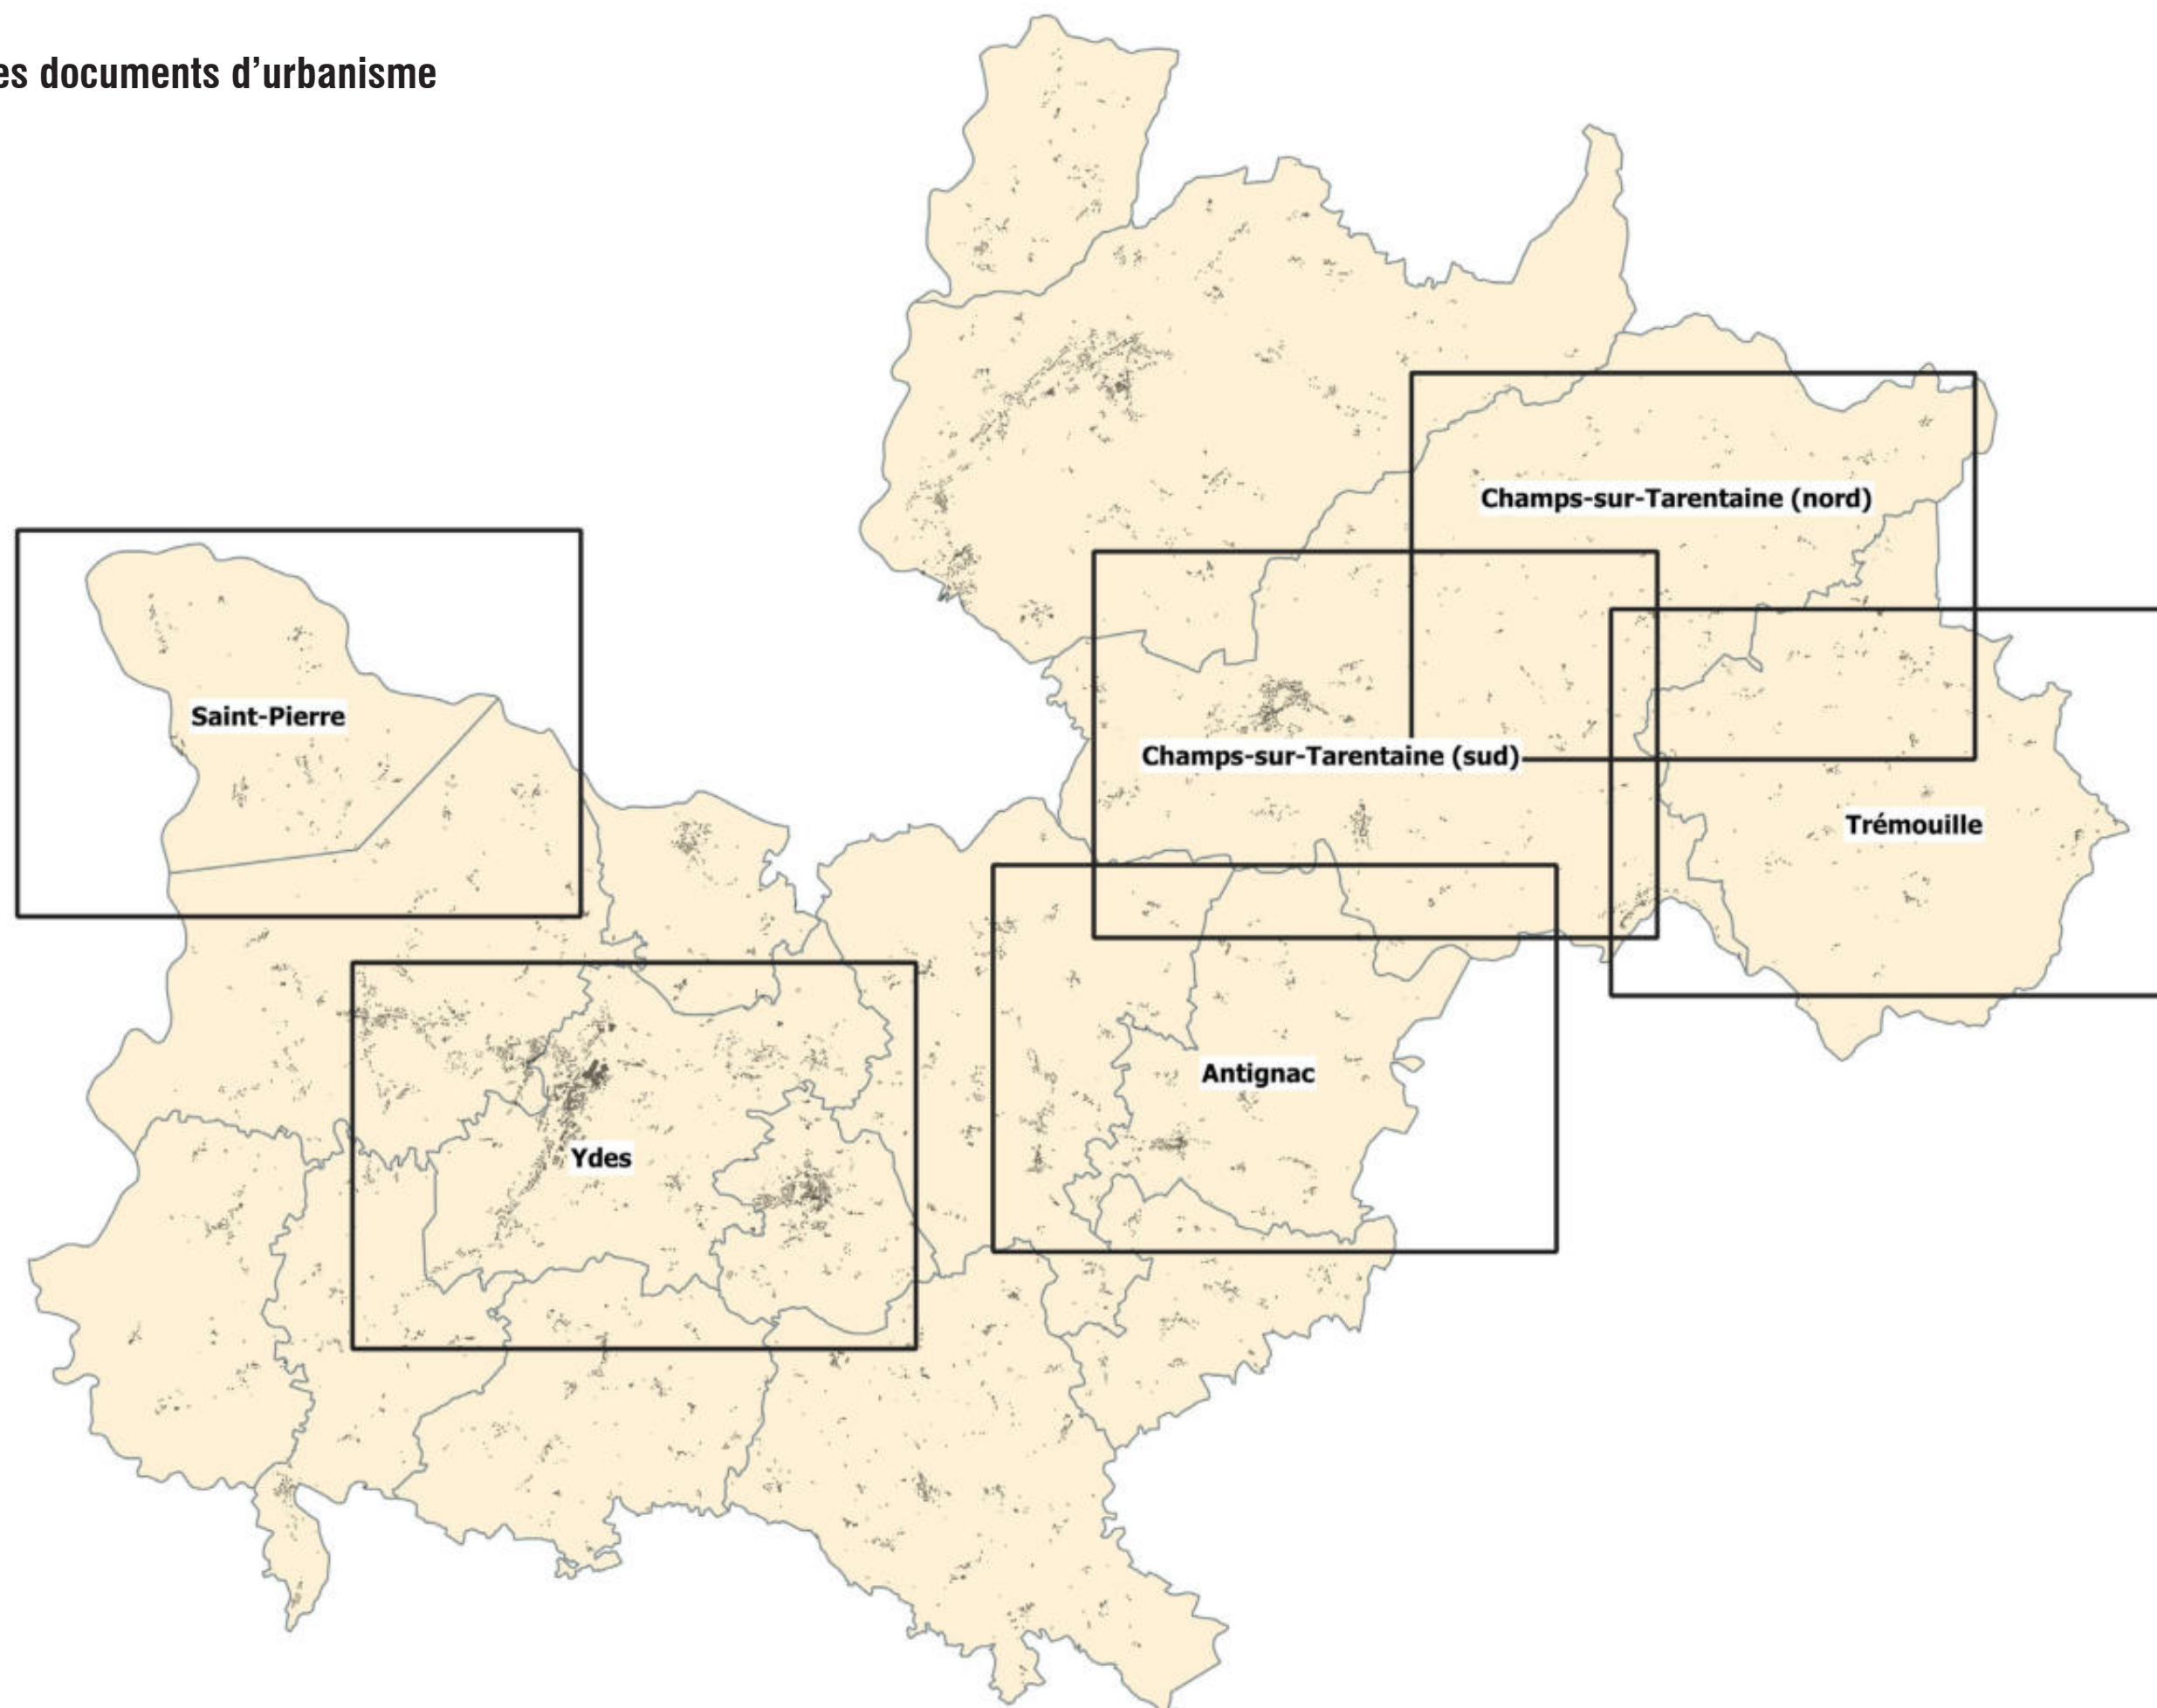 es documents d’urbanisme
Champs-sur-Tarentaine (nord)
Saint-Pierre
Champs-sur-Tarentaine (sud)
Trémouille
Antignac
Ydes